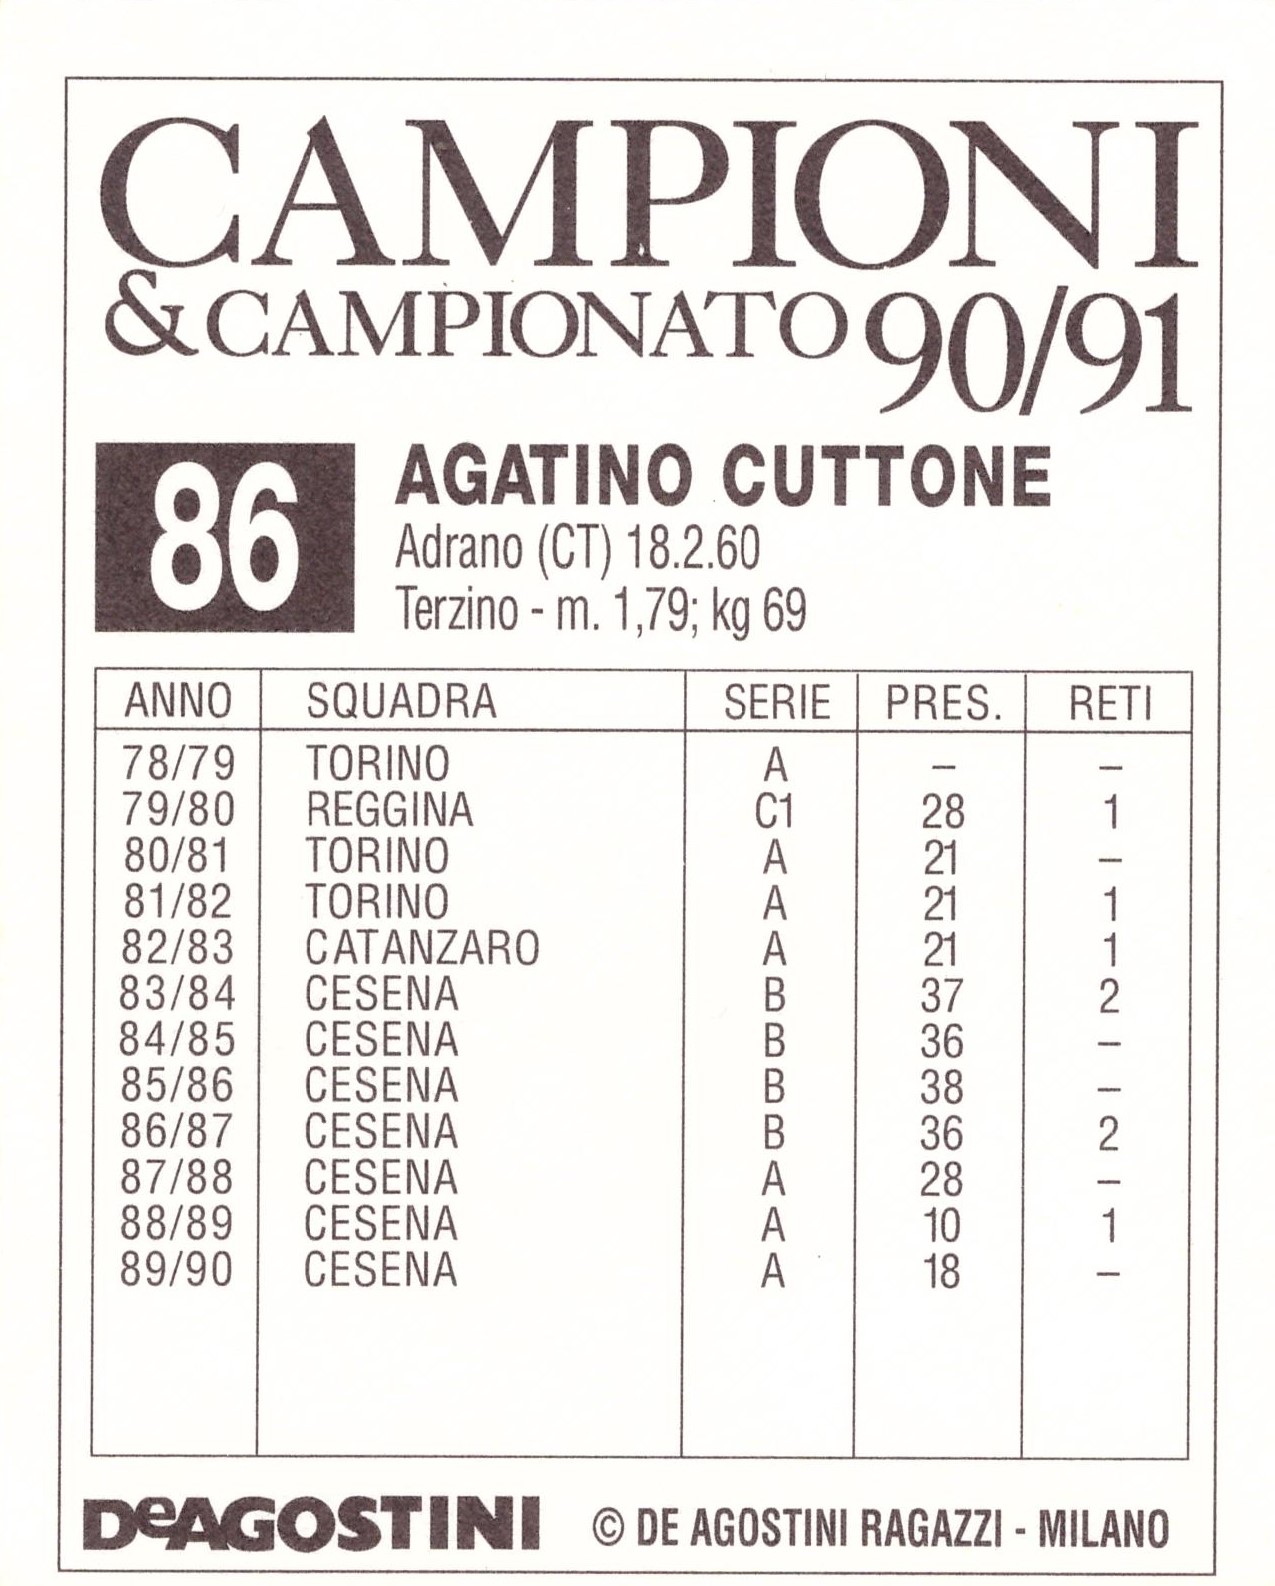 CAMPIONI
& CAMPIONATO 90/91
86 AGATINO CUTTONE
Adrano (CT) 18.2.60
Terzino - m. 1,79; kg 69
ANNO SQUADRA SERIE PRES. RETI
78/79 TORINO A – –
79/80 REGGINA C1 28 1
80/81 TORINO A 21 –
81/82 TORINO A 21 1
82/83 CATANZARO A 21 1
83/84 CESENA B 37 2
84/85 CESENA B 36 –
85/86 CESENA B 38 –
86/87 CESENA B 36 2
87/88 CESENA A 28 –
88/89 CESENA A 10 1
89/90 CESENA A 18 –
DeAGOSTINI © DE AGOSTINI RAGAZZI - MILANO